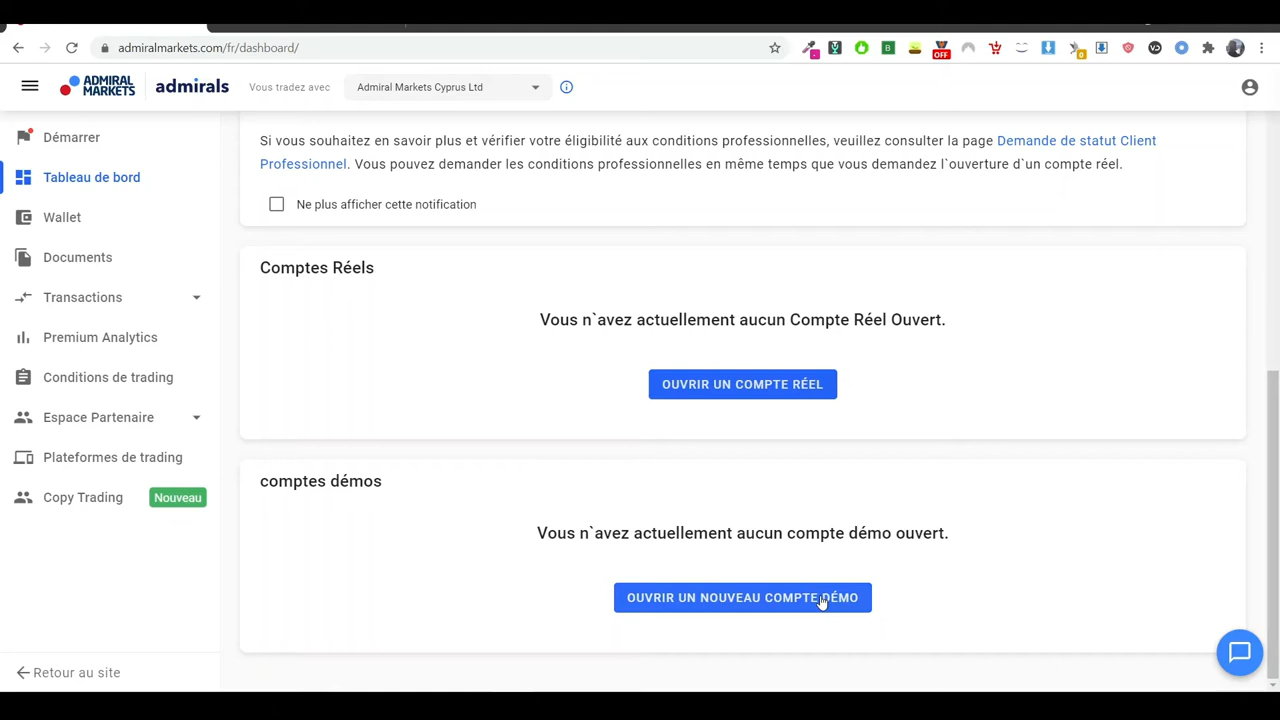 admiralmarkets.com/fr/dashboard/
OFF
ADMIRAL
MARKETS
admirals
Vous tradez avec
Admiral Markets Cyprus Ltd
Démarrer
Tableau de bord
Wallet
Documents
Transactions
Premium Analytics
Conditions de trading
Espace Partenaire
Plateformes de trading
Copy Trading
Nouveau
Retour au site
Si vous souhaitez en savoir plus et vérifier votre éligibilité aux conditions professionnelles, veuillez consulter la page Demande de statut Client
Professionnel. Vous pouvez demander les conditions professionnelles en même temps que vous demandez l`ouverture d`un compte réel.
Ne plus afficher cette notification
Comptes Réels
Vous n`avez actuellement aucun Compte Réel Ouvert.
OUVRIR UN COMPTE RÉEL
comptes démos
Vous n`avez actuellement aucun compte démo ouvert.
OUVRIR UN NOUVEAU COMPTE DÉMO